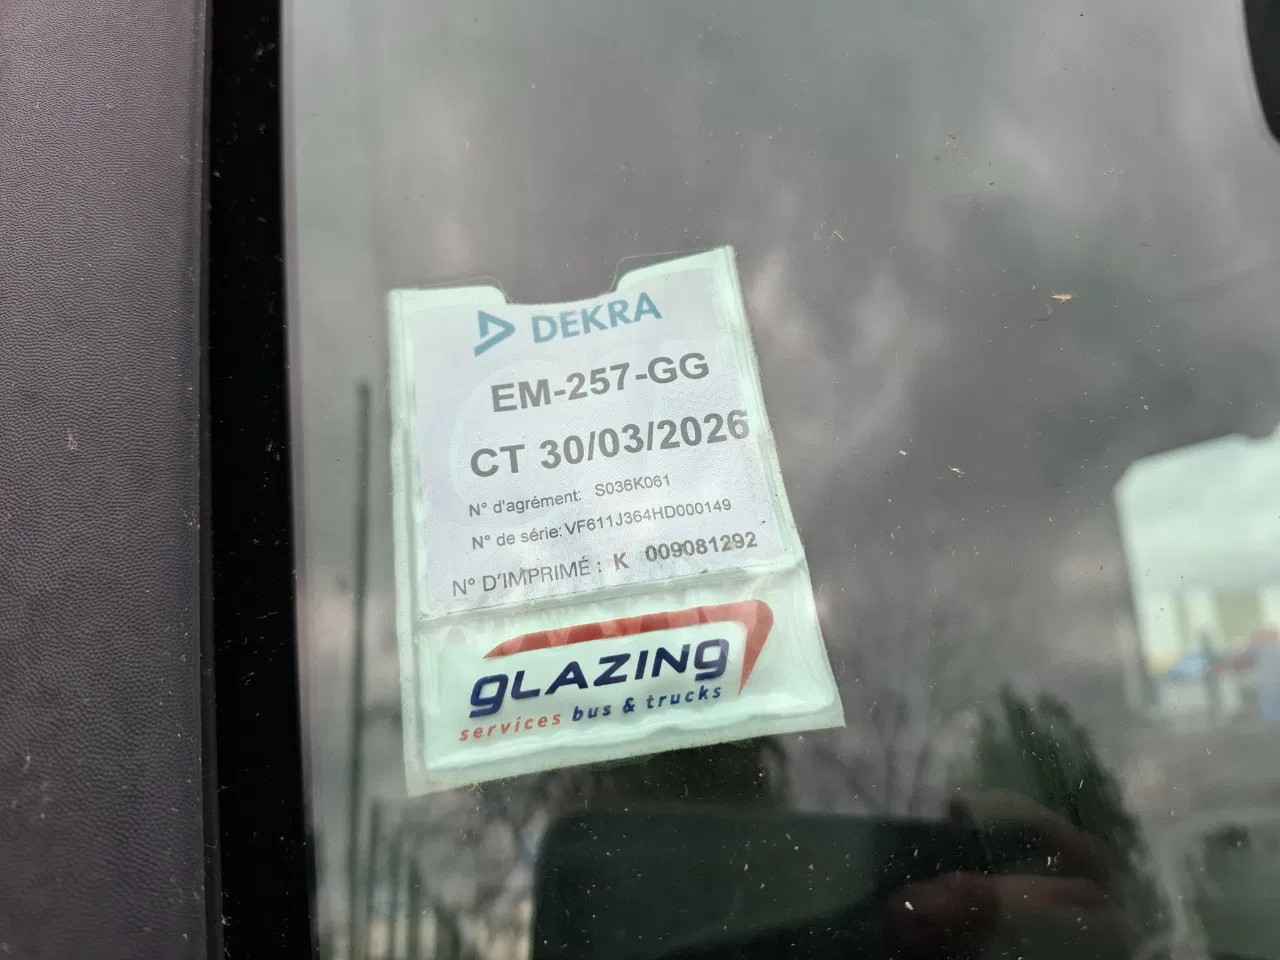 DEKRA
EM-257-GG
CT 30/03/2026
N° d'agrément: S036K061
N° de série: VF611J364HD000149
N° D'IMPRIMÉ : K 009081292
gLAZINg
services bus & trucks